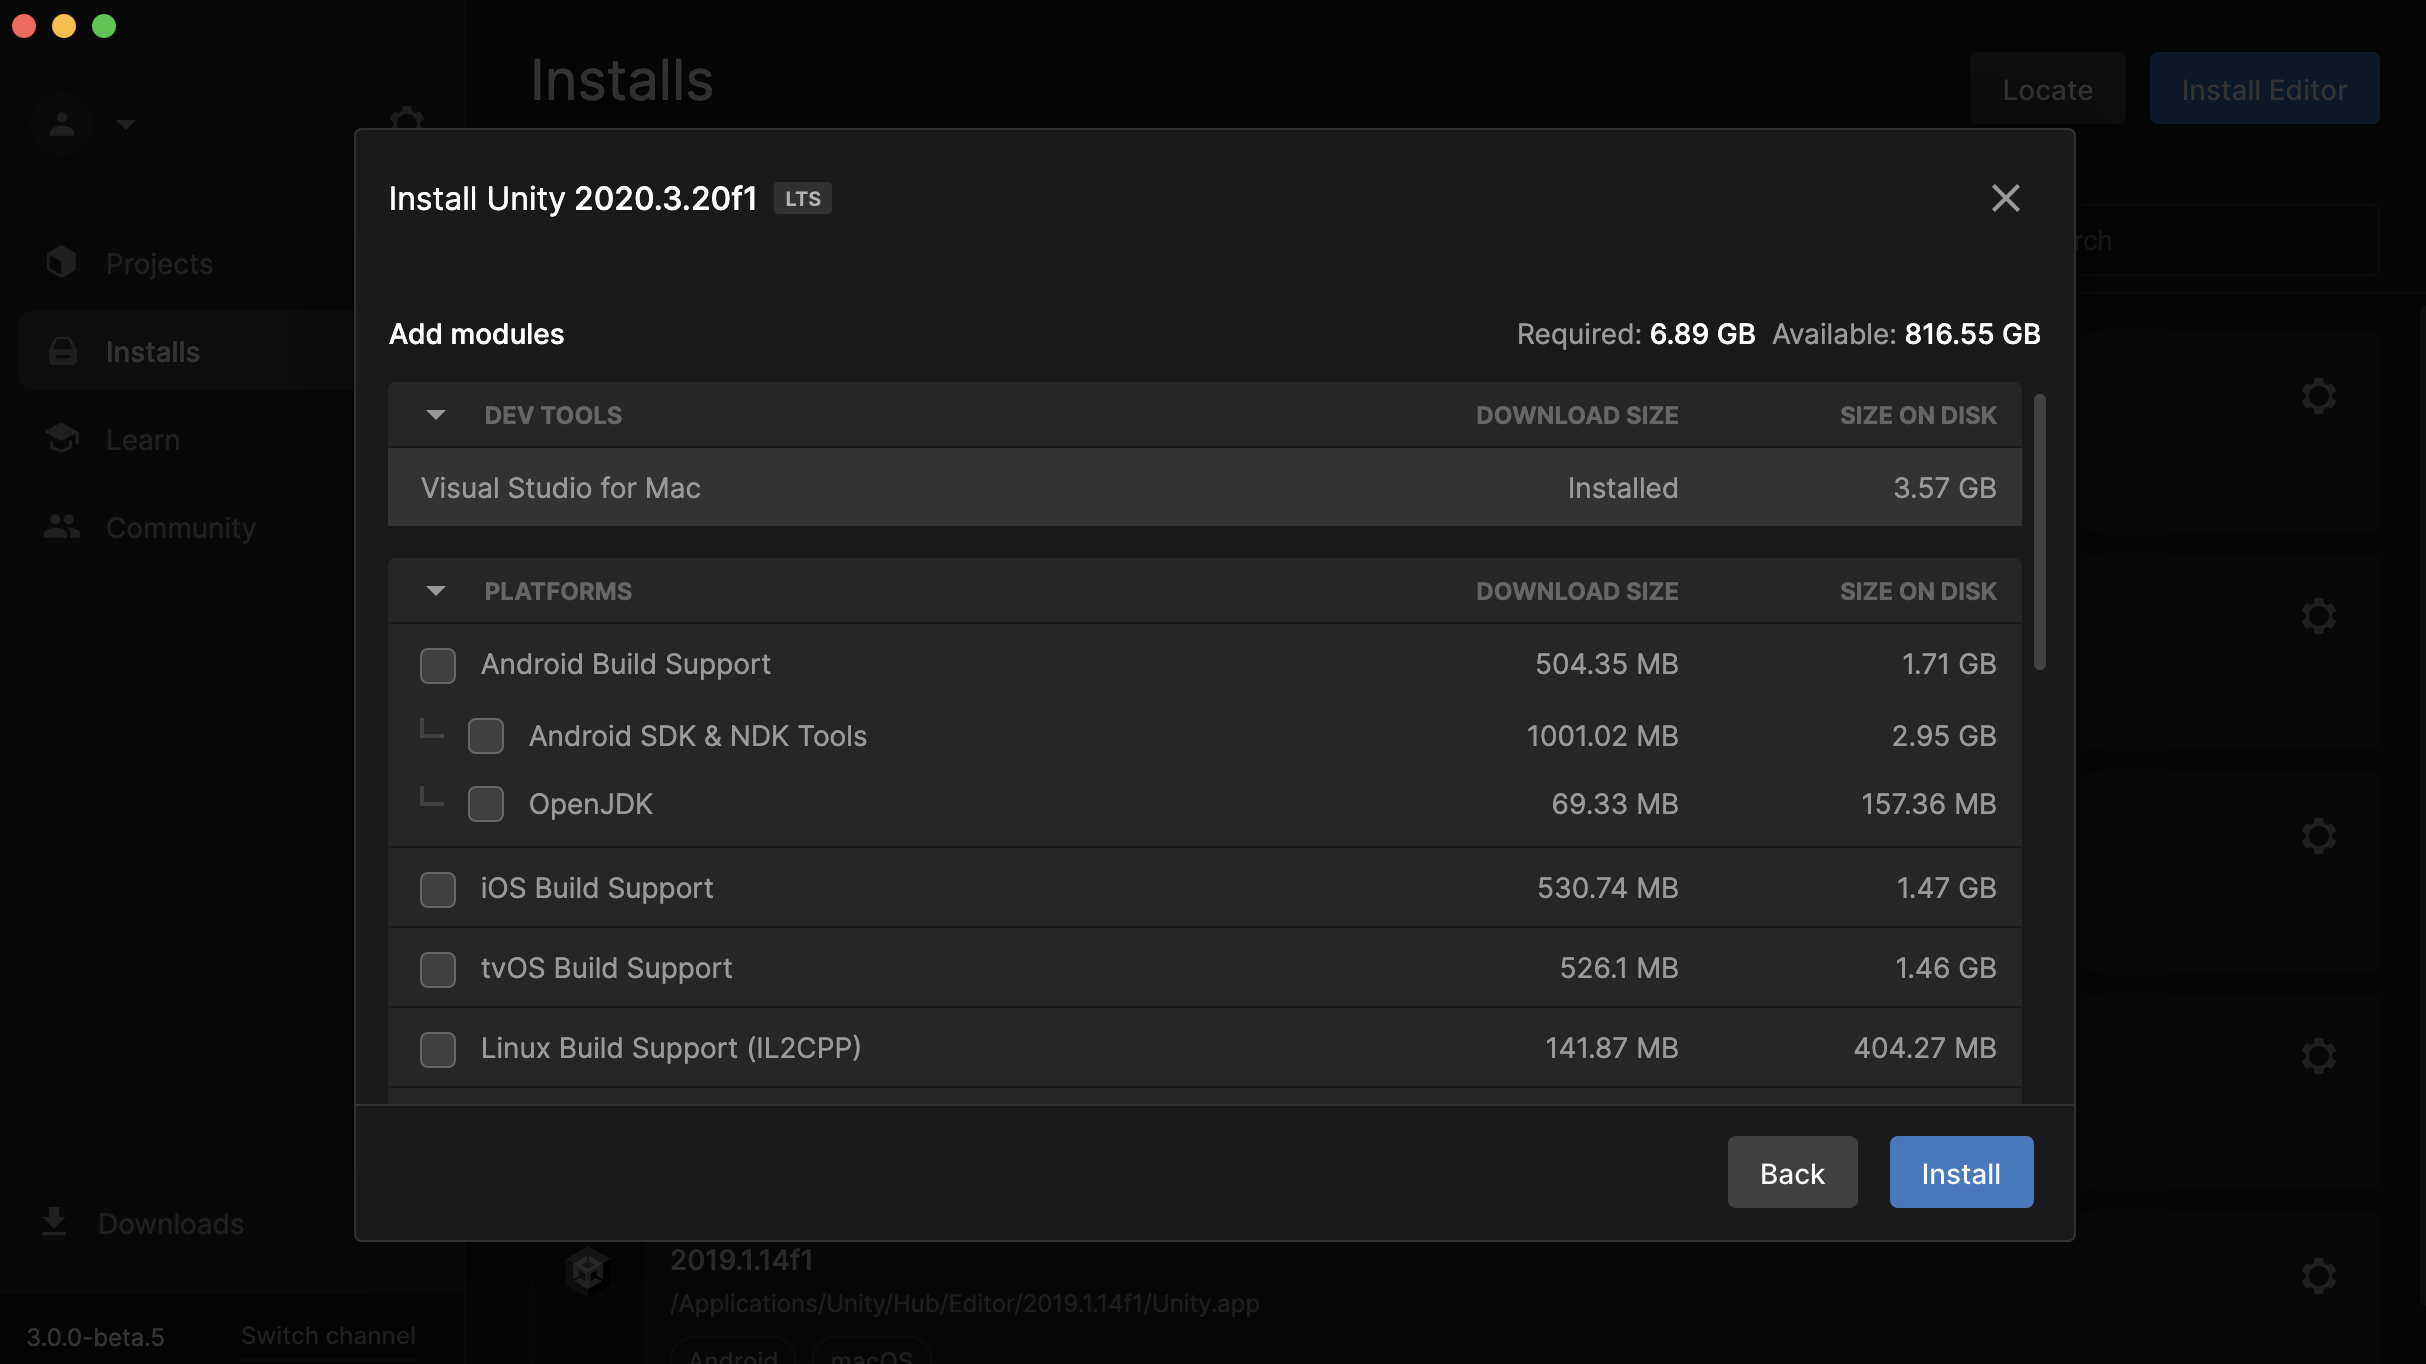 Installs
Locate
Install Editor
Install Unity 2020.3.20f1 LTS
rch
Projects
Installs
Learn
Community
Add modules
Required: 6.89 GB Available: 816.55 GB
DEV TOOLS DOWNLOAD SIZE SIZE ON DISK
Visual Studio for Mac Installed 3.57 GB
PLATFORMS DOWNLOAD SIZE SIZE ON DISK
Android Build Support 504.35 MB 1.71 GB
Android SDK & NDK Tools 1001.02 MB 2.95 GB
OpenJDK 69.33 MB 157.36 MB
iOS Build Support 530.74 MB 1.47 GB
tvOS Build Support 526.1 MB 1.46 GB
Linux Build Support (IL2CPP) 141.87 MB 404.27 MB
Back
Install
Downloads
2019.1.14f1
/Applications/Unity/Hub/Editor/2019.1.14f1/Unity.app
3.0.0-beta.5 Switch channel
Android macOS